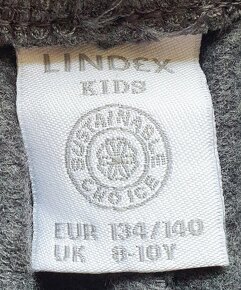 LINDEX
KIDS
SUSTAINABLE
CHOICE
EUR 134/140
UK 9-10Y